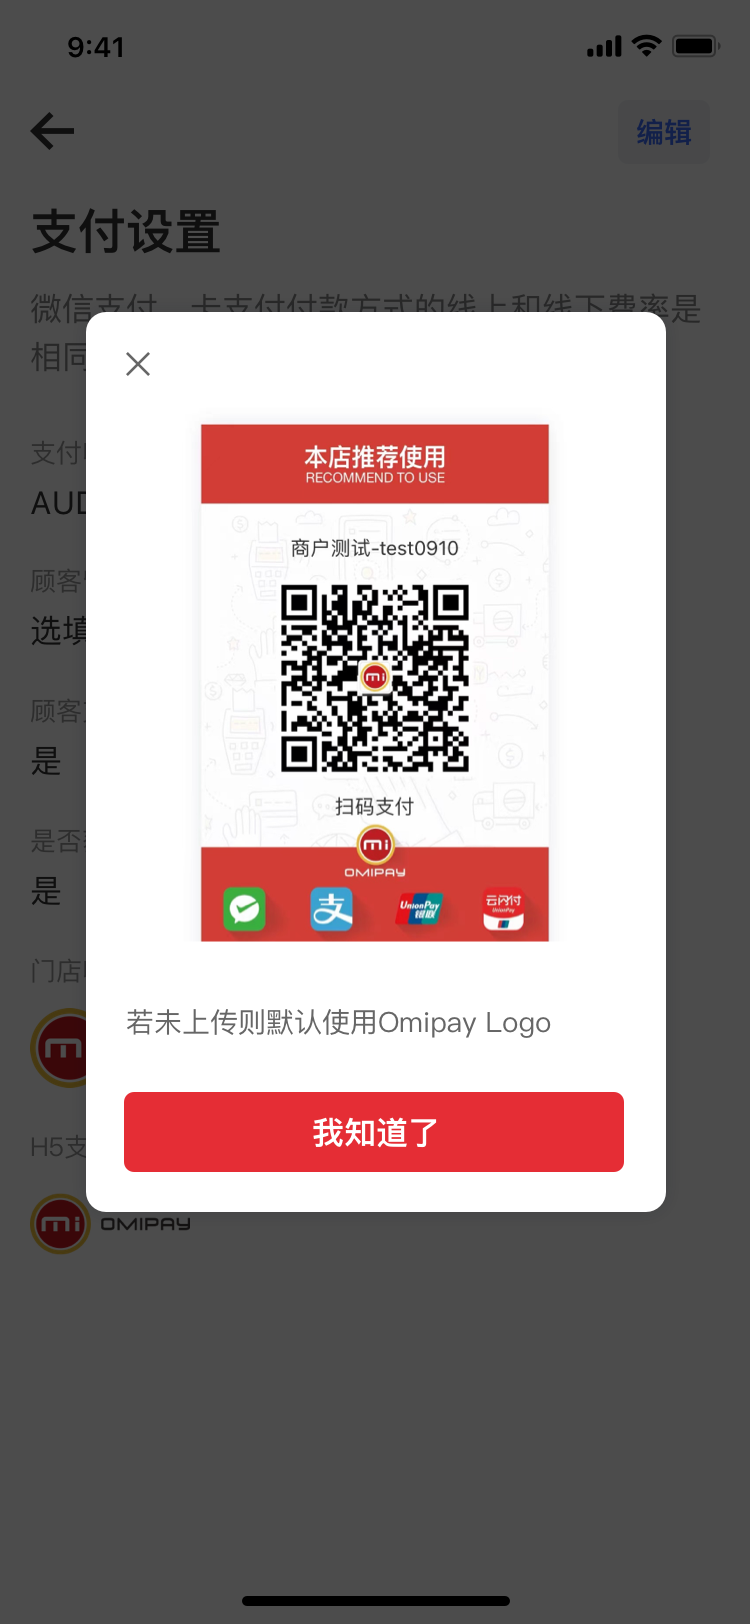 9:41
编辑
支付设置
微信支付、卡支付付款方式的线上和线下费率是
相同
支付
AUD
顾客
选填
顾客
是
是否
是
门店
H5支
mi OMIPAY
本店推荐使用
RECOMMEND TO USE
商户测试-test0910
mi
扫码支付
mi
OMIPAY
支
UnionPay
银联
云闪付
UnionPay
若未上传则默认使用Omipay Logo
我知道了